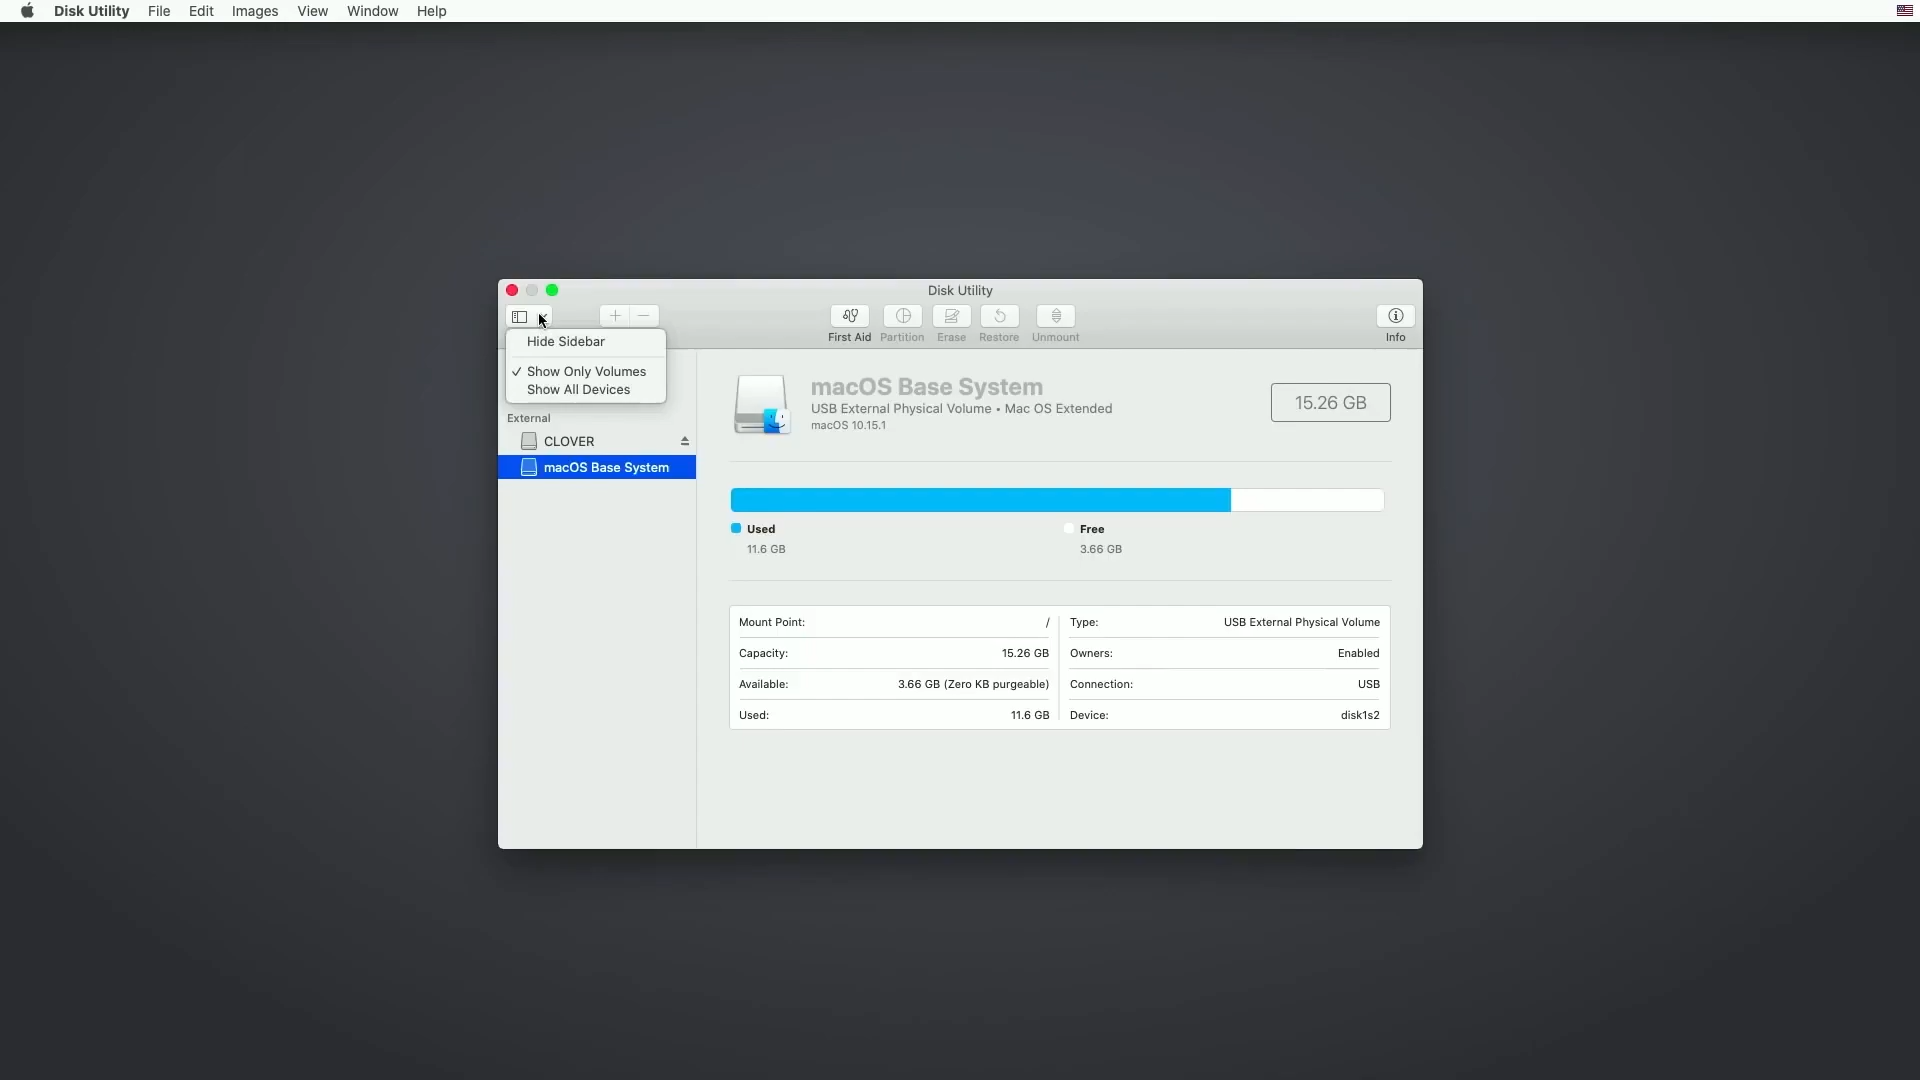 Disk Utility File Edit Images View Window Help
Disk Utility
First Aid Partition Erase Restore Unmount Info
Hide Sidebar
✓ Show Only Volumes
Show All Devices
External
CLOVER
macOS Base System
macOS Base System
USB External Physical Volume • Mac OS Extended
macOS 10.15.1
15.26 GB
Used
11.6 GB
Free
3.66 GB
Mount Point: /
Capacity: 15.26 GB
Available: 3.66 GB (Zero KB purgeable)
Used: 11.6 GB
Type: USB External Physical Volume
Owners: Enabled
Connection: USB
Device: disk1s2